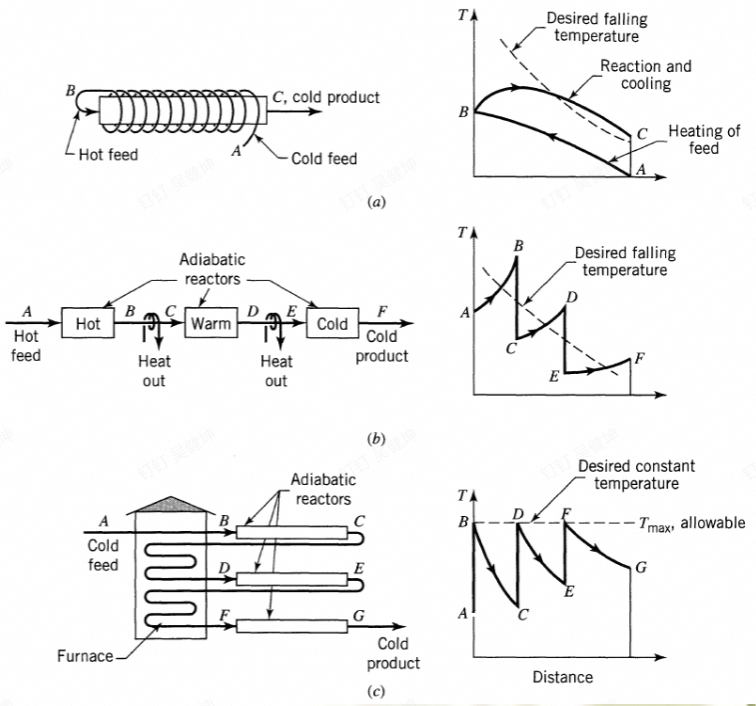 T
Desired falling
temperature
Reaction and
cooling
B
C
Heating of
feed
A
B
C, cold product
Hot feed
A
Cold feed
(a)
Adiabatic
reactors
A
Hot
feed
Hot
B
C
Warm
D
E
Cold
F
Cold
product
Heat
out
Heat
out
T
B
Desired falling
temperature
A
D
C
E
F
(b)
Adiabatic
reactors
A
Cold
feed
B
C
D
E
F
G
Cold
product
Furnace
Desired constant
temperature
T
B
D
F
Tmax, allowable
G
E
A
C
Distance
(c)